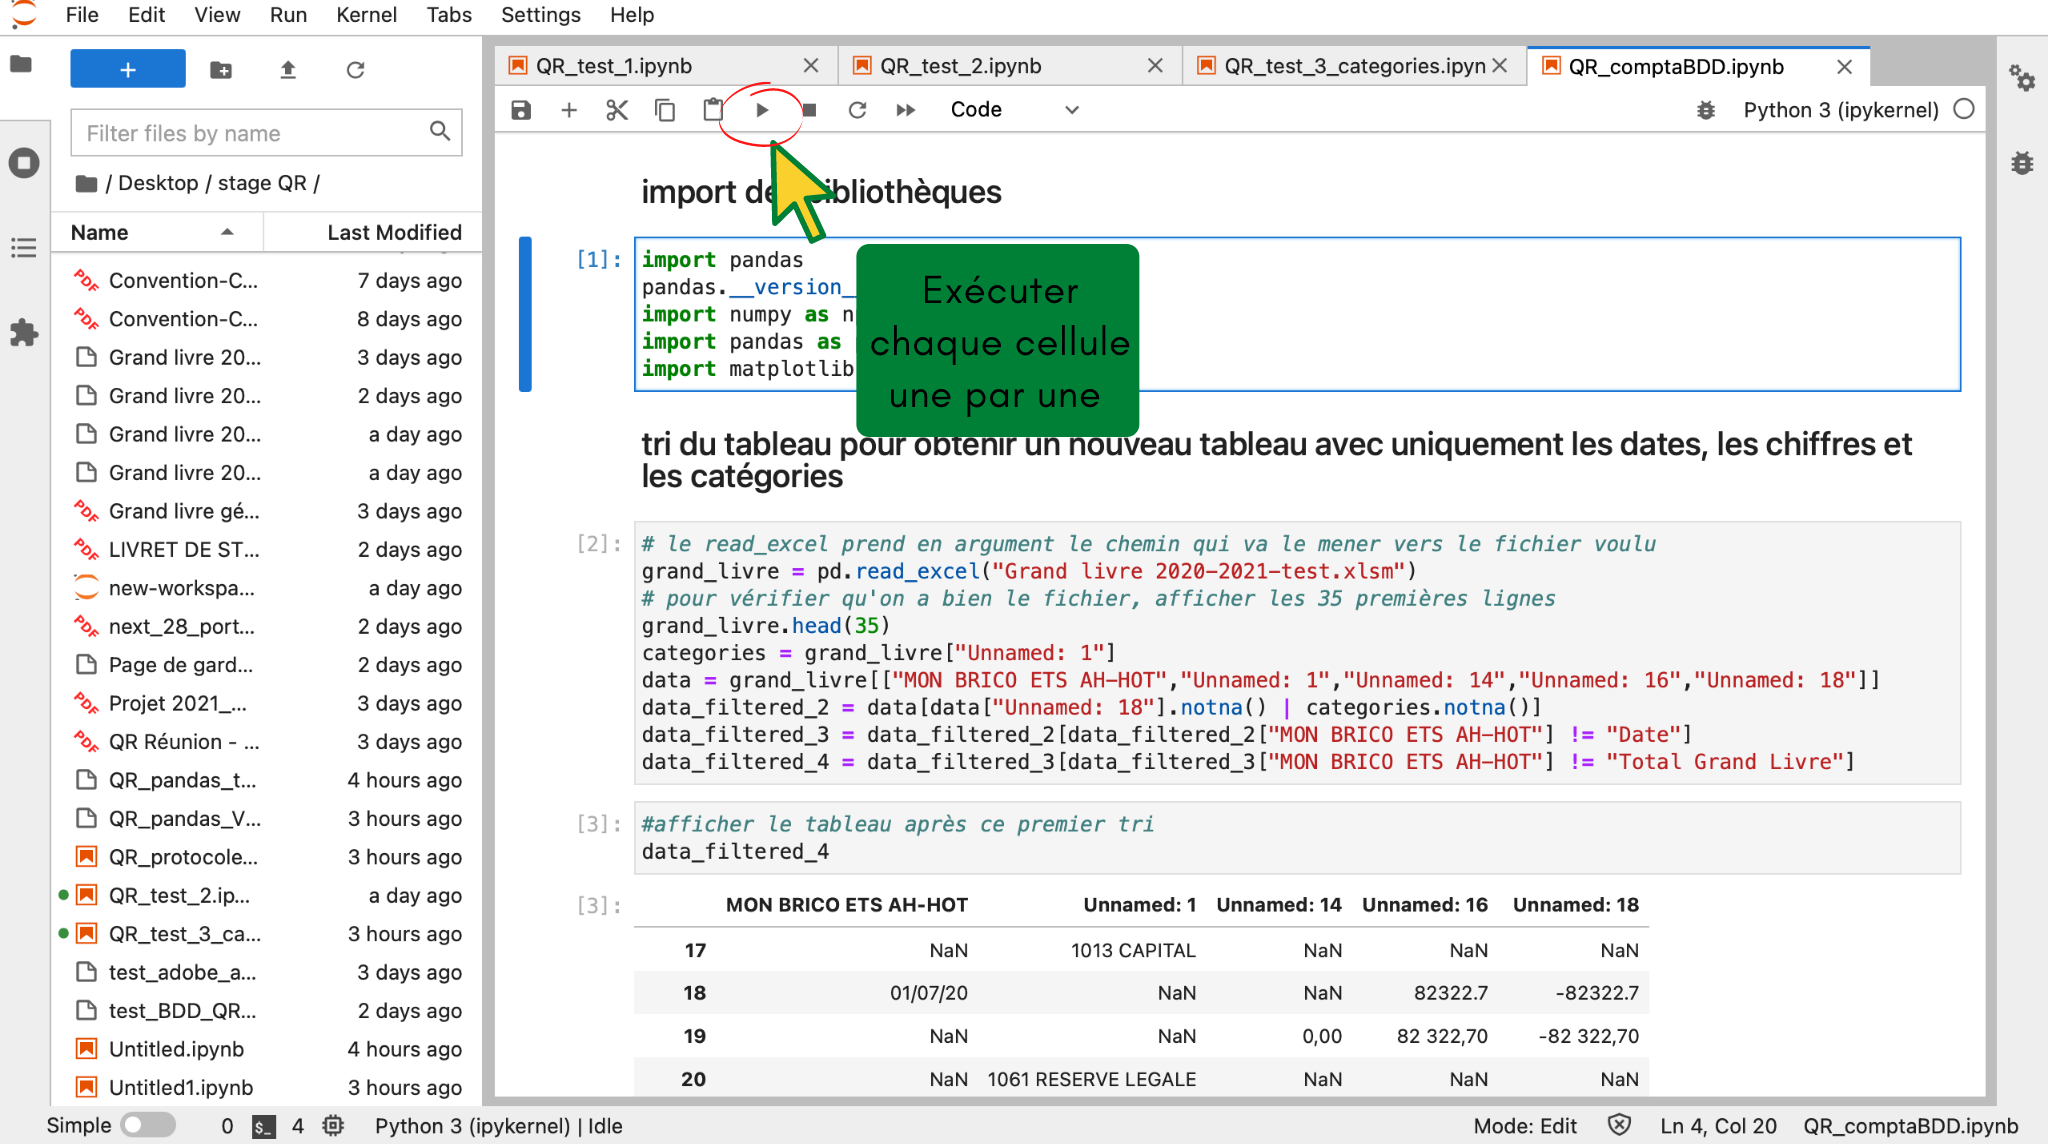 File Edit View Run Kernel Tabs Settings Help
QR_test_1.ipynb QR_test_2.ipynb QR_test_3_categories.ipyn QR_comptaBDD.ipynb
Code Python 3 (ipykernel)
Filter files by name
/ Desktop / stage QR /
Name Last Modified
Convention-C... 7 days ago
Convention-C... 8 days ago
Grand livre 20... 3 days ago
Grand livre 20... 2 days ago
Grand livre 20... a day ago
Grand livre 20... a day ago
Grand livre gé... 3 days ago
LIVRET DE ST... 2 days ago
new-workspa... a day ago
next_28_port... 2 days ago
Page de gard... 2 days ago
Projet 2021_... 3 days ago
QR Réunion - ... 3 days ago
QR_pandas_t... 4 hours ago
QR_pandas_V... 3 hours ago
QR_protocole... 3 hours ago
QR_test_2.ip... a day ago
QR_test_3_ca... 3 hours ago
test_adobe_a... 3 days ago
test_BDD_QR... 2 days ago
Untitled.ipynb 4 hours ago
Untitled1.ipynb 3 hours ago
import de bibliothèques
[1]: import pandas
pandas.__version__
import numpy as n
import pandas as
import matplotlib
Exécuter
chaque cellule
une par une
tri du tableau pour obtenir un nouveau tableau avec uniquement les dates, les chiffres et
les catégories
[2]: # le read_excel prend en argument le chemin qui va le mener vers le fichier voulu
grand_livre = pd.read_excel("Grand livre 2020-2021-test.xlsm")
# pour vérifier qu'on a bien le fichier, afficher les 35 premières lignes
grand_livre.head(35)
categories = grand_livre["Unnamed: 1"]
data = grand_livre[["MON BRICO ETS AH-HOT","Unnamed: 1","Unnamed: 14","Unnamed: 16","Unnamed: 18"]]
data_filtered_2 = data[data["Unnamed: 18"].notna() | categories.notna()]
data_filtered_3 = data_filtered_2[data_filtered_2["MON BRICO ETS AH-HOT"] != "Date"]
data_filtered_4 = data_filtered_3[data_filtered_3["MON BRICO ETS AH-HOT"] != "Total Grand Livre"]
[3]: #afficher le tableau après ce premier tri
data_filtered_4
[3]: MON BRICO ETS AH-HOT Unnamed: 1 Unnamed: 14 Unnamed: 16 Unnamed: 18
17 NaN 1013 CAPITAL NaN NaN NaN
18 01/07/20 NaN NaN 82322.7 -82322.7
19 NaN NaN 0,00 82 322,70 -82 322,70
20 NaN 1061 RESERVE LEGALE NaN NaN NaN
Simple 0 $_ 4 Python 3 (ipykernel) | Idle Mode: Edit Ln 4, Col 20 QR_comptaBDD.ipynb